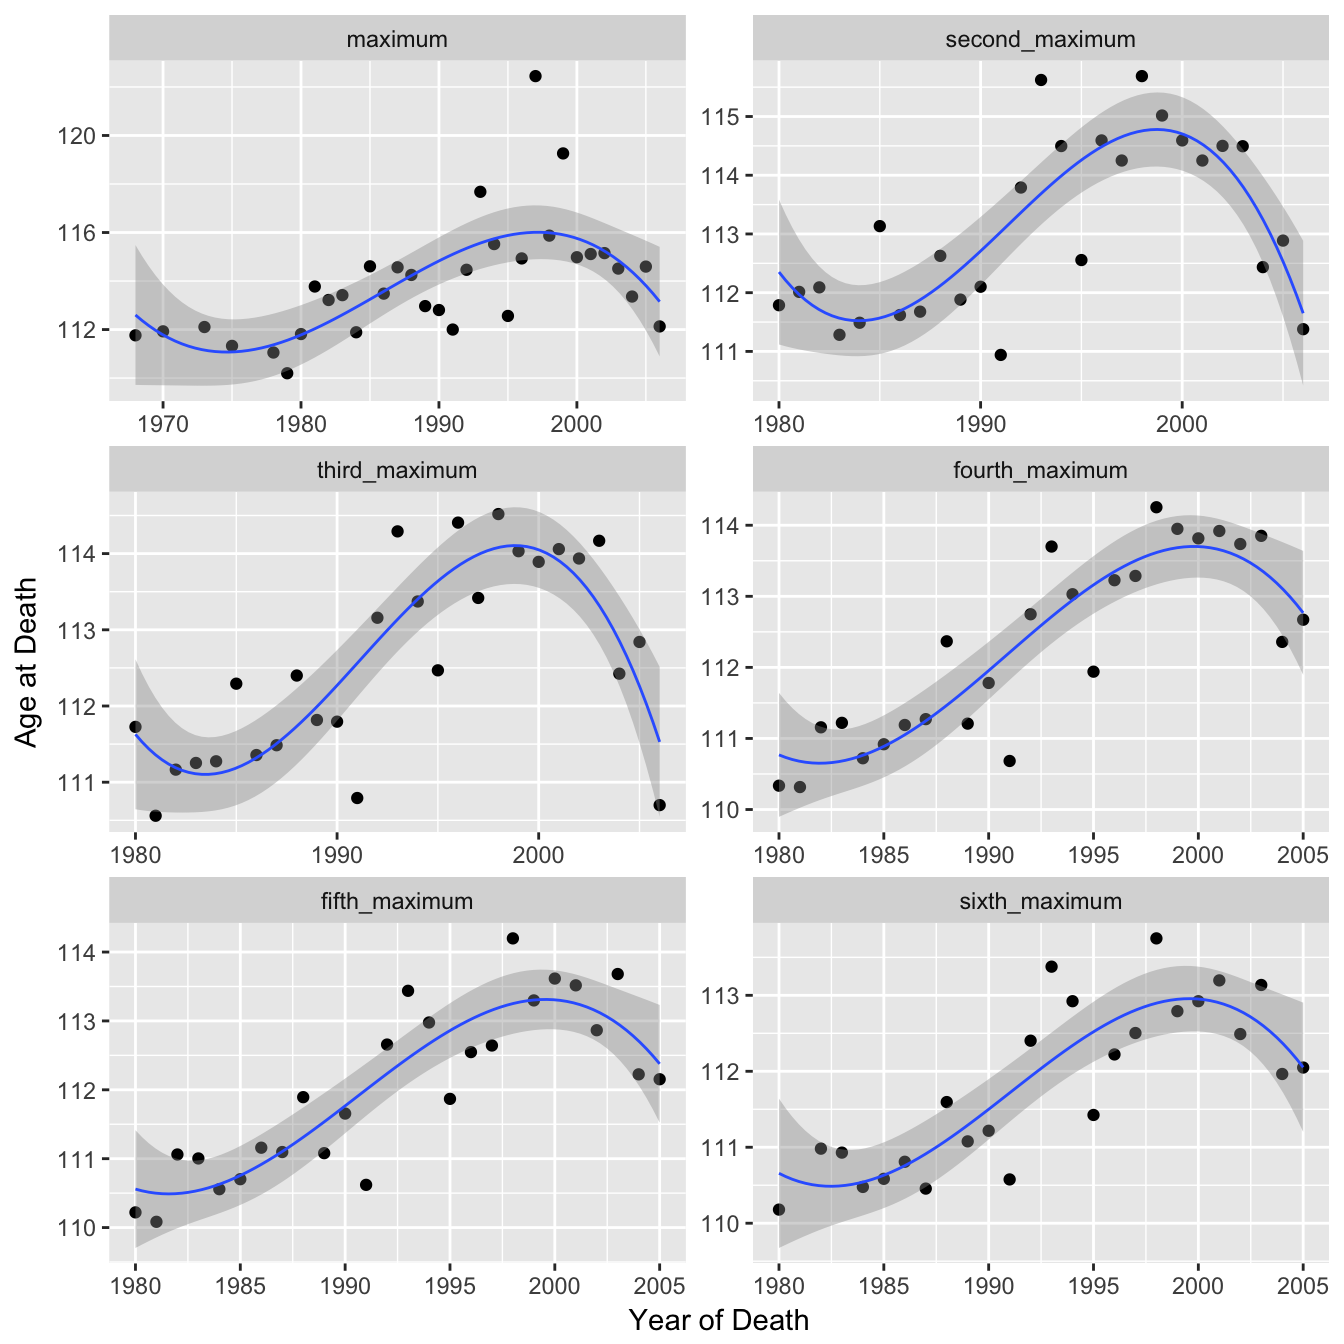 maximum
second_maximum
120
116
112
115
114
113
112
111
1970 1980 1990 2000
1980 1990 2000
third_maximum
fourth_maximum
114
113
112
111
114
113
112
111
110
1980 1990 2000
1980 1985 1990 1995 2000 2005
fifth_maximum
sixth_maximum
114
113
112
111
110
113
112
111
110
1980 1985 1990 1995 2000 2005
1980 1985 1990 1995 2000 2005
Age at Death
Year of Death